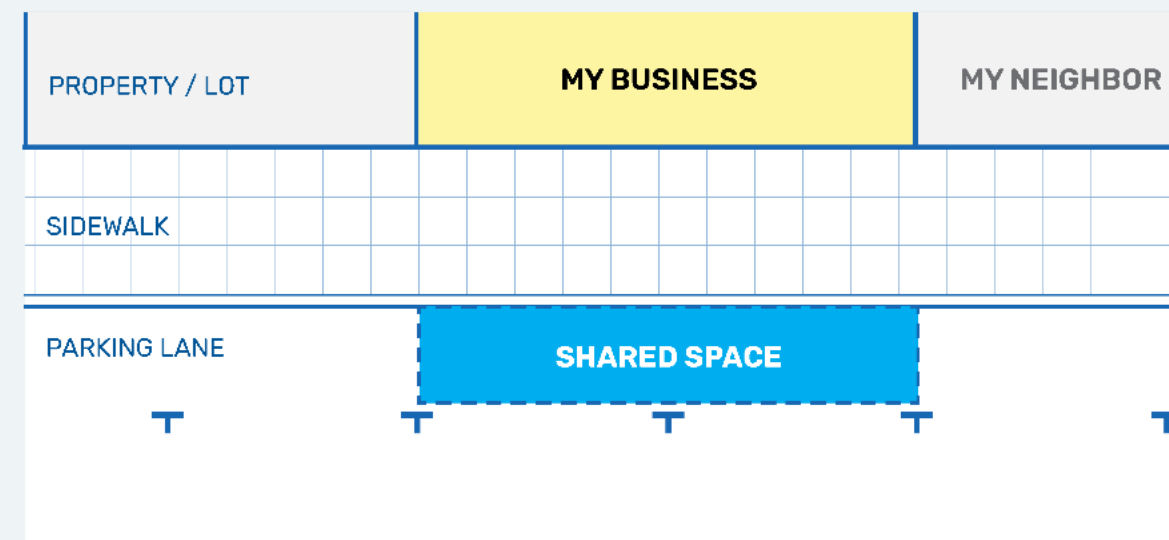 PROPERTY / LOT
MY BUSINESS
MY NEIGHBOR
SIDEWALK
PARKING LANE
SHARED SPACE